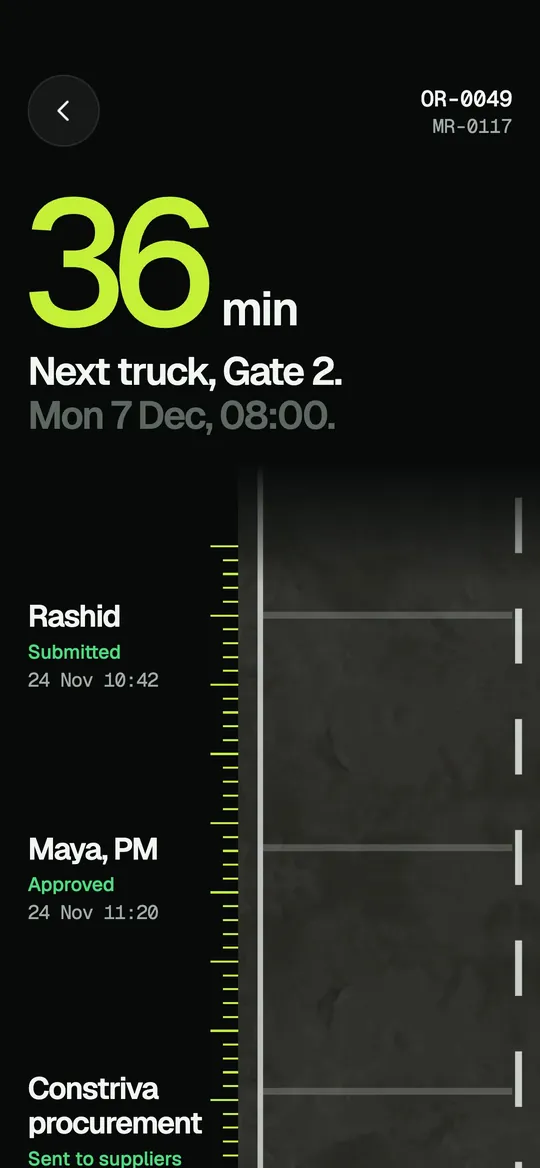 OR-0049
MR-0117
36 min
Next truck, Gate 2.
Mon 7 Dec, 08:00.
Rashid
Submitted
24 Nov 10:42
Maya, PM
Approved
24 Nov 11:20
Constriva
procurement
Sent to suppliers